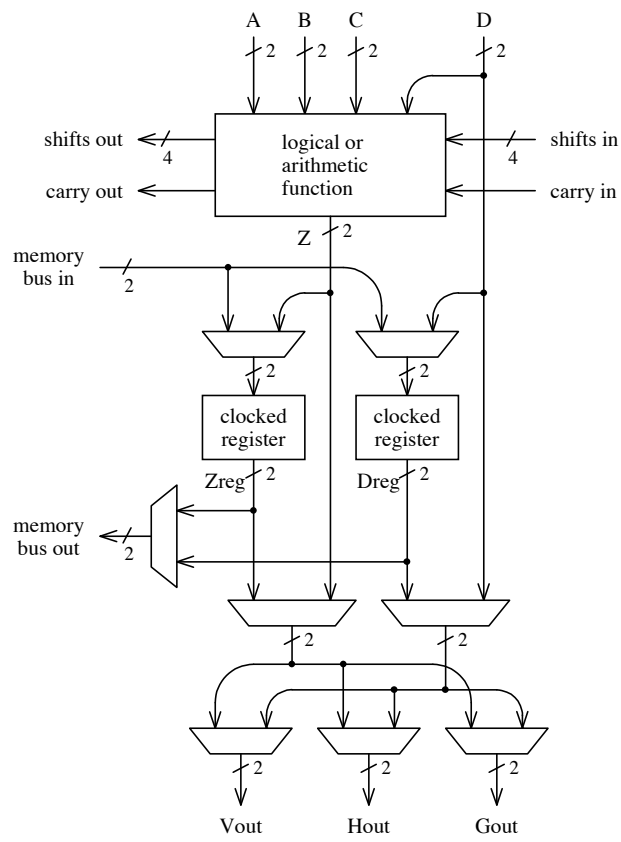 A B C D
2 2 2 2
shifts out 4 logical or arithmetic function 4 shifts in
carry out carry in
Z 2
memory
bus in
2
2 2
clocked
register
clocked
register
Zreg 2 Dreg 2
memory
bus out
2
2 2
2 2 2
Vout Hout Gout